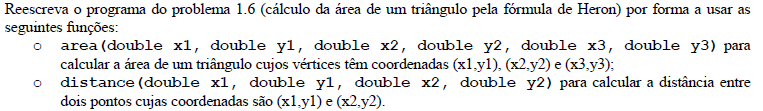 Reescreva o programa do problema 1.6 (cálculo da área de um triângulo pela fórmula de Heron) por forma a usar as
seguintes funções:
o area(double x1, double y1, double x2, double y2, double x3, double y3) para
calcular a área de um triângulo cujos vértices têm coordenadas (x1,y1), (x2,y2) e (x3,y3);
o distance(double x1, double y1, double x2, double y2) para calcular a distância entre
dois pontos cujas coordenadas são (x1,y1) e (x2,y2).